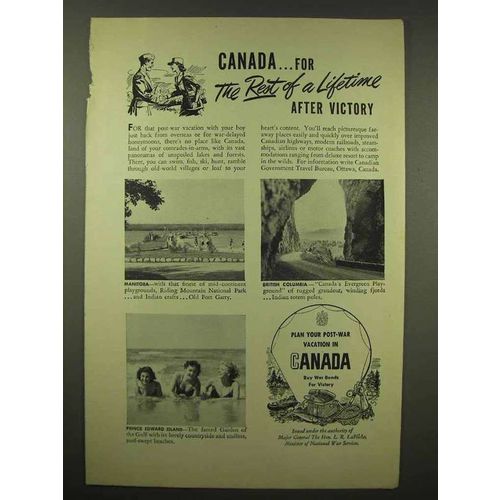 CANADA...FOR
The Rest of a Lifetime
AFTER VICTORY
FOR that post-war vacation with your boy
just back from overseas or for war-delayed
honeymoons, there's no place like Canada,
land of your comrades-in-arms, with its vast
panoramas of unspoiled lakes and forests.
There, you can swim, fish, ski, hunt, ramble
through old-world villages or loaf to your
heart's content. You'll reach picturesque far-
away places easily and quickly over improved
Canadian highways, modern railroads, steam-
ships, airlines or motor coaches with accom-
modations ranging from deluxe resort to camp
in the wilds. For information write Canadian
Government Travel Bureau, Ottawa, Canada.
MANITOBA—with that finest of mid-continent
playgrounds, Riding Mountain National Park
...and Indian crafts...Old Fort Garry.
BRITISH COLUMBIA—"Canada's Evergreen Play-
ground" of rugged grandeur, winding fjords
...Indian totem poles.
PRINCE EDWARD ISLAND—The famed Garden of
the Gulf with its lovely countryside and endless,
surf-swept beaches.
PLAN YOUR POST-WAR
VACATION IN
CANADA
Buy War Bonds
For Victory
Issued under the authority of
Major General The Hon. L. R. LaFlèche,
Minister of National War Services.